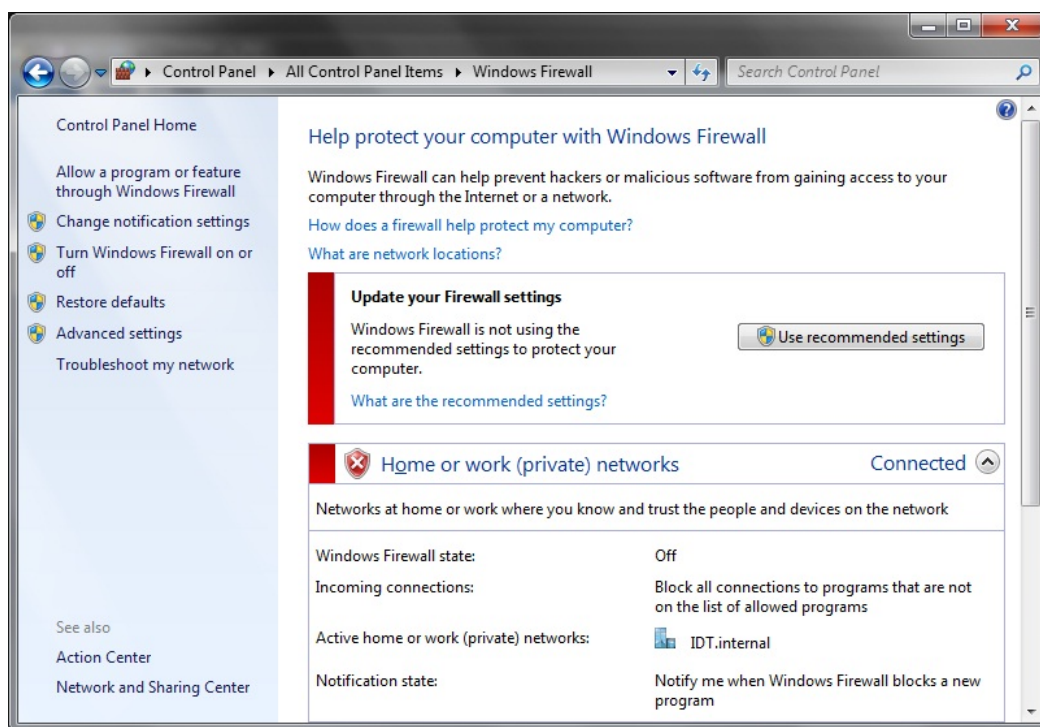 Control Panel ▸ All Control Panel Items ▸ Windows Firewall
Search Control Panel
Control Panel Home
Allow a program or feature
through Windows Firewall
Change notification settings
Turn Windows Firewall on or
off
Restore defaults
Advanced settings
Troubleshoot my network
See also
Action Center
Network and Sharing Center
Help protect your computer with Windows Firewall
Windows Firewall can help prevent hackers or malicious software from gaining access to your
computer through the Internet or a network.
How does a firewall help protect my computer?
What are network locations?
Update your Firewall settings
Windows Firewall is not using the
recommended settings to protect your
computer.
Use recommended settings
What are the recommended settings?
Home or work (private) networks
Connected
Networks at home or work where you know and trust the people and devices on the network
Windows Firewall state:
Off
Incoming connections:
Block all connections to programs that are not
on the list of allowed programs
Active home or work (private) networks:
IDT.internal
Notification state:
Notify me when Windows Firewall blocks a new
program